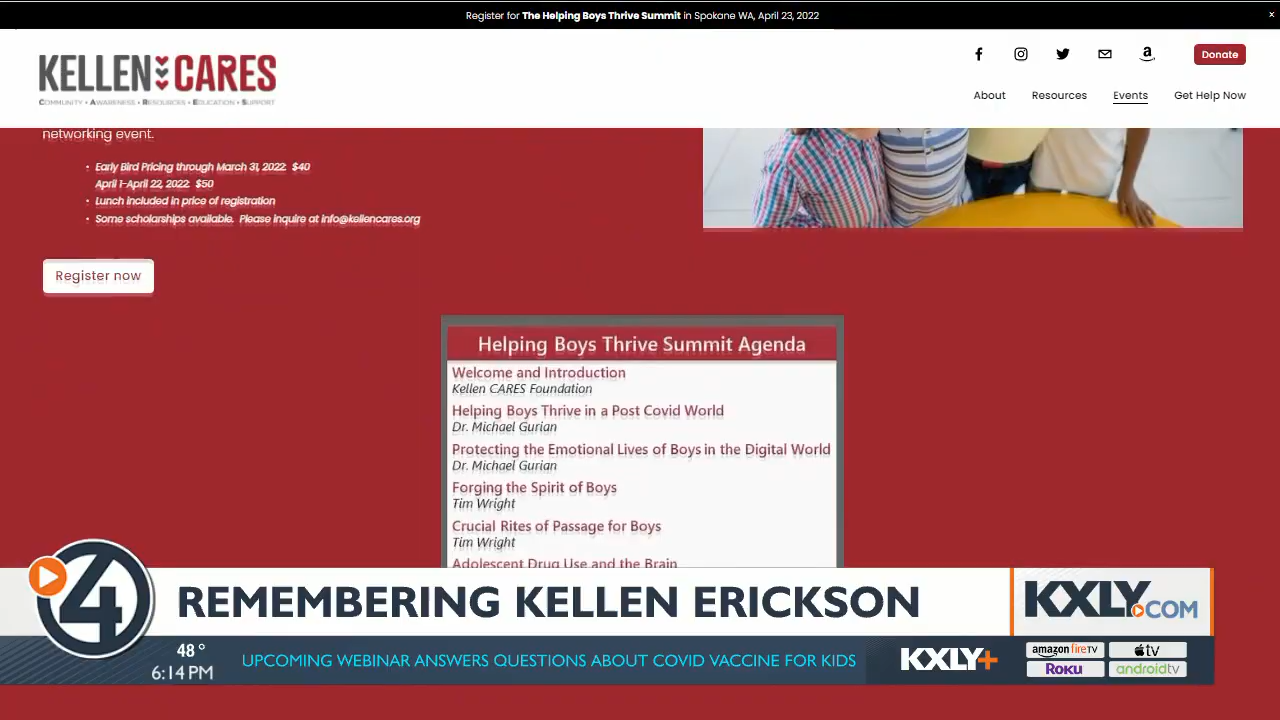 Register for The Helping Boys Thrive Summit in Spokane WA, April 23, 2022
×
KELLEN CARES
COMMUNITY • AWARENESS • RESOURCES • EDUCATION • SUPPORT
Donate
About Resources Events Get Help Now
networking event.
• Early Bird Pricing through March 31, 2022: $40
April 1-April 22, 2022: $50
• Lunch included in price of registration
• Some scholarships available. Please inquire at info@kellencares.org
Register now
Helping Boys Thrive Summit Agenda
Welcome and Introduction
Kellen CARES Foundation
Helping Boys Thrive in a Post Covid World
Dr. Michael Gurian
Protecting the Emotional Lives of Boys in the Digital World
Dr. Michael Gurian
Forging the Spirit of Boys
Tim Wright
Crucial Rites of Passage for Boys
Tim Wright
Adolescent Drug Use and the Brain
4
REMEMBERING KELLEN ERICKSON
KXLY.COM
48°
6:14 PM
UPCOMING WEBINAR ANSWERS QUESTIONS ABOUT COVID VACCINE FOR KIDS
KXLY+
amazon fireTV
tv
ROKU
androidtv